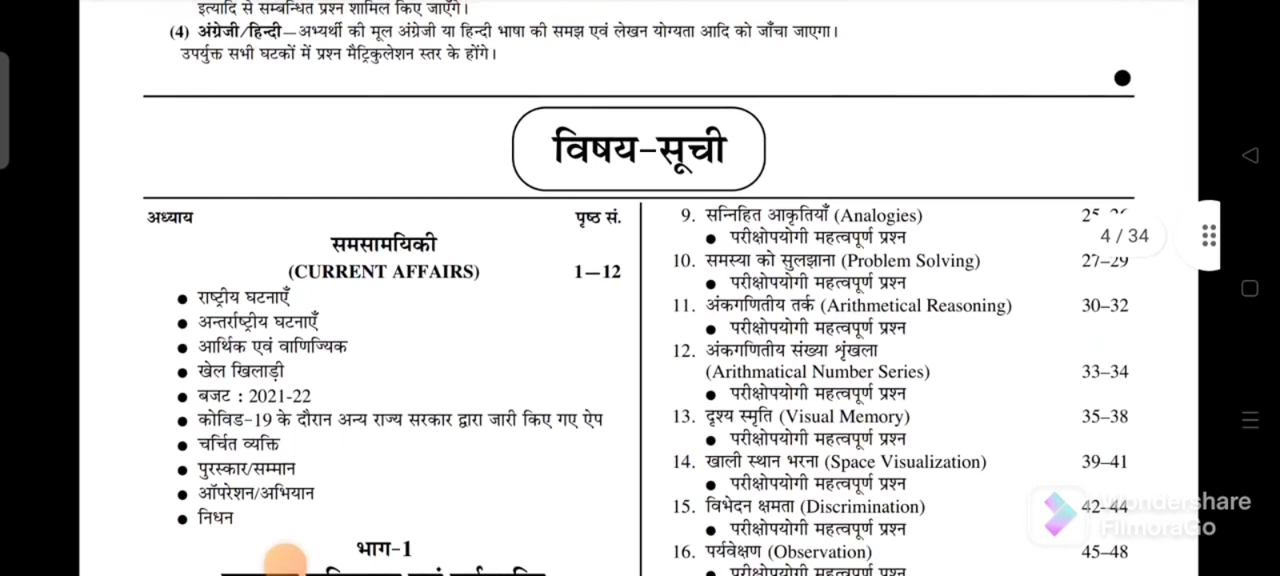 इत्यादि से सम्बन्धित प्रश्न शामिल किए जाएँगे।
(4) अंग्रेजी/हिन्दी—अभ्यर्थी की मूल अंग्रेजी या हिन्दी भाषा की समझ एवं लेखन योग्यता आदि को जाँचा जाएगा।
उपर्युक्त सभी घटकों में प्रश्न मैट्रिकुलेशन स्तर के होंगे।
विषय-सूची
अध्याय पृष्ठ सं.
समसामयिकी
(CURRENT AFFAIRS) 1—12
● राष्ट्रीय घटनाएँ
● अन्तर्राष्ट्रीय घटनाएँ
● आर्थिक एवं वाणिज्यिक
● खेल खिलाड़ी
● बजट : 2021-22
● कोविड-19 के दौरान अन्य राज्य सरकार द्वारा जारी किए गए ऐप
● चर्चित व्यक्ति
● पुरस्कार/सम्मान
● ऑपरेशन/अभियान
● निधन
भाग-1
9. सन्निहित आकृतियाँ (Analogies)
● परीक्षोपयोगी महत्वपूर्ण प्रश्न
4 / 34
10. समस्या को सुलझाना (Problem Solving) 27–29
● परीक्षोपयोगी महत्वपूर्ण प्रश्न
11. अंकगणितीय तर्क (Arithmetical Reasoning) 30–32
● परीक्षोपयोगी महत्वपूर्ण प्रश्न
12. अंकगणितीय संख्या शृंखला
(Arithmatical Number Series) 33–34
● परीक्षोपयोगी महत्वपूर्ण प्रश्न
13. दृश्य स्मृति (Visual Memory) 35–38
● परीक्षोपयोगी महत्वपूर्ण प्रश्न
14. खाली स्थान भरना (Space Visualization) 39–41
● परीक्षोपयोगी महत्वपूर्ण प्रश्न
15. विभेदन क्षमता (Discrimination) 42–44
● परीक्षोपयोगी महत्वपूर्ण प्रश्न
16. पर्यवेक्षण (Observation) 45–48
● परीक्षोपयोगी महत्वपूर्ण प्रश्न
Wondershare
FilmoraGo